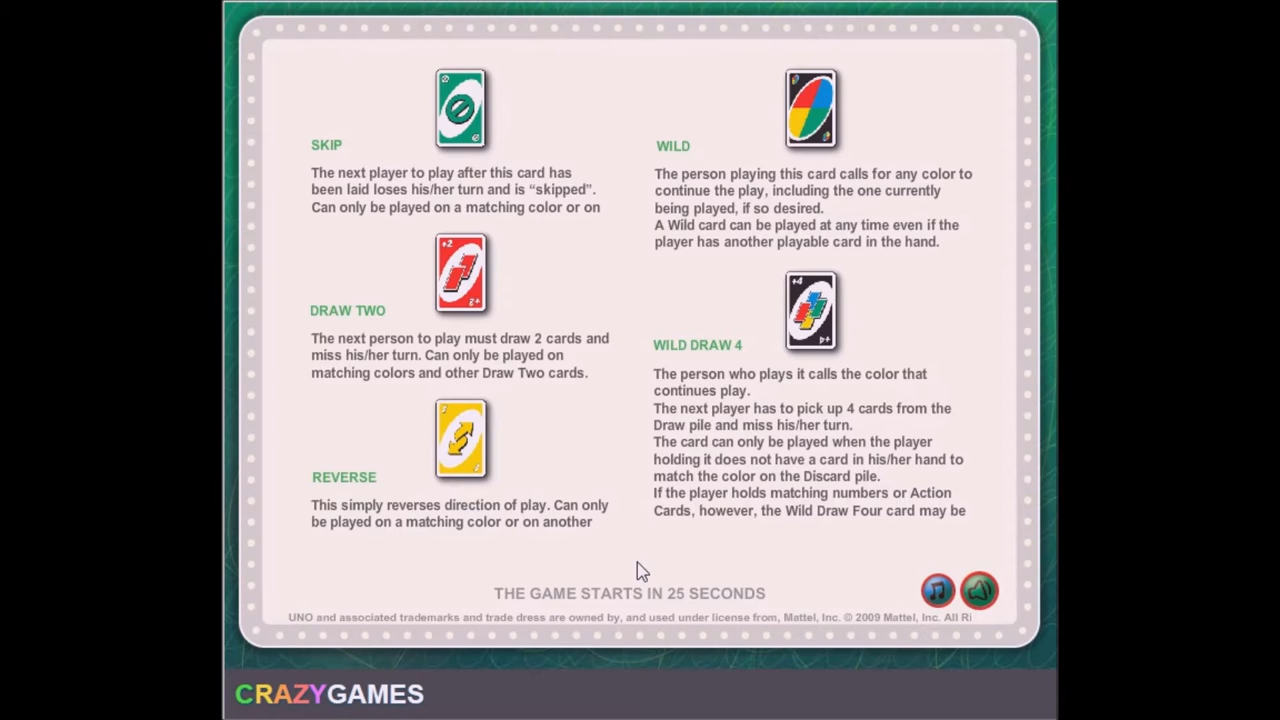 SKIP
The next player to play after this card has
been laid loses his/her turn and is “skipped”.
Can only be played on a matching color or on
+2
DRAW TWO
The next person to play must draw 2 cards and
miss his/her turn. Can only be played on
matching colors and other Draw Two cards.
REVERSE
This simply reverses direction of play. Can only
be played on a matching color or on another
WILD
The person playing this card calls for any color to
continue the play, including the one currently
being played, if so desired.
A Wild card can be played at any time even if the
player has another playable card in the hand.
+4
WILD DRAW 4
The person who plays it calls the color that
continues play.
The next player has to pick up 4 cards from the
Draw pile and miss his/her turn.
The card can only be played when the player
holding it does not have a card in his/her hand to
match the color on the Discard pile.
If the player holds matching numbers or Action
Cards, however, the Wild Draw Four card may be
THE GAME STARTS IN 25 SECONDS
UNO and associated trademarks and trade dress are owned by, and used under license from, Mattel, Inc. © 2009 Mattel, Inc. All Ri
CRAZYGAMES